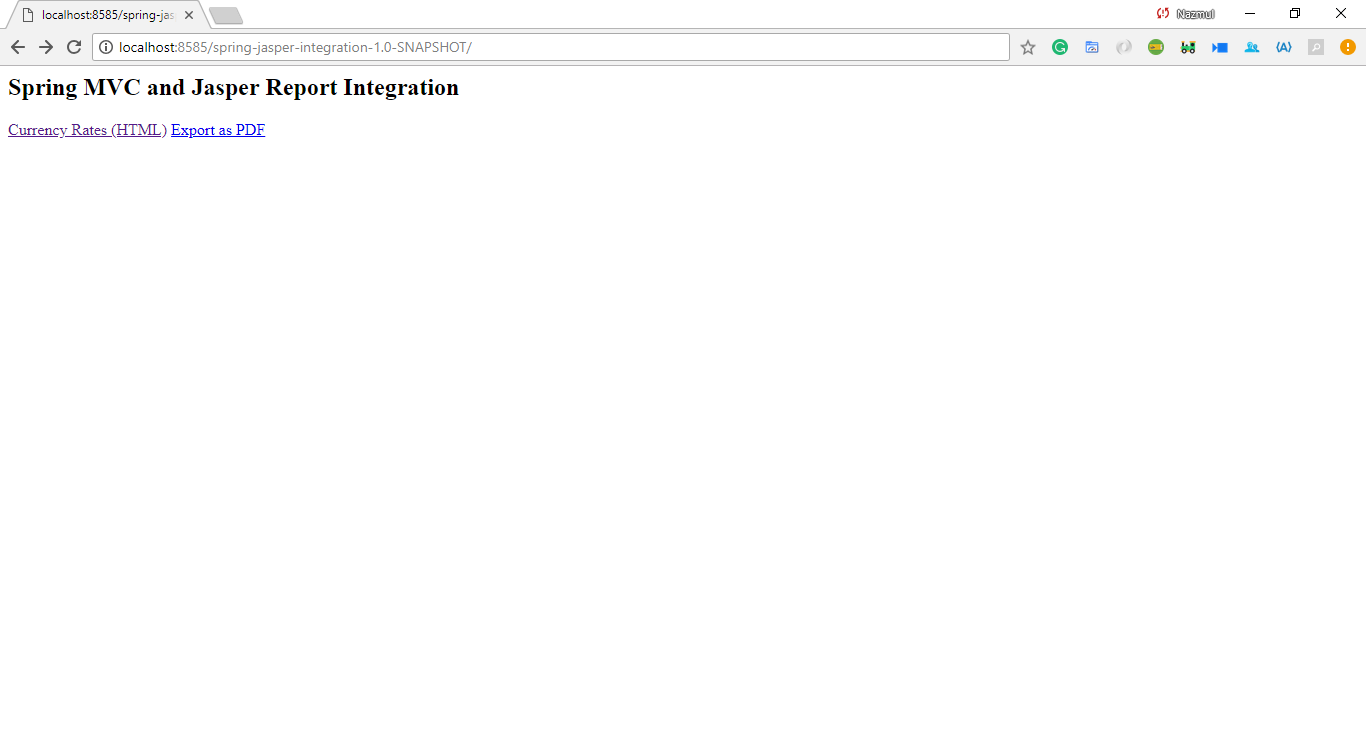 localhost:8585/spring-jas
Nazmul
localhost:8585/spring-jasper-integration-1.0-SNAPSHOT/
Spring MVC and Jasper Report Integration
Currency Rates (HTML) Export as PDF